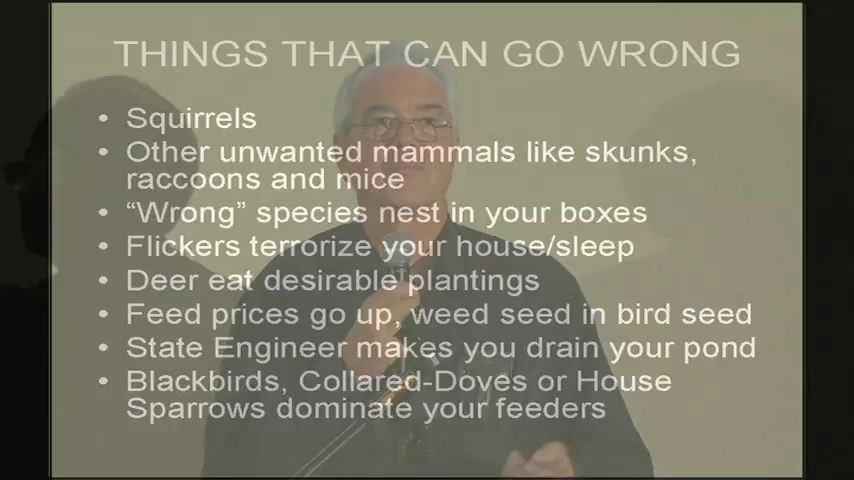 THINGS THAT CAN GO WRONG
• Squirrels
• Other unwanted mammals like skunks,
raccoons and mice
• “Wrong” species nest in your boxes
• Flickers terrorize your house/sleep
• Deer eat desirable plantings
• Feed prices go up, weed seed in bird seed
• State Engineer makes you drain your pond
• Blackbirds, Collared-Doves or House
Sparrows dominate your feeders